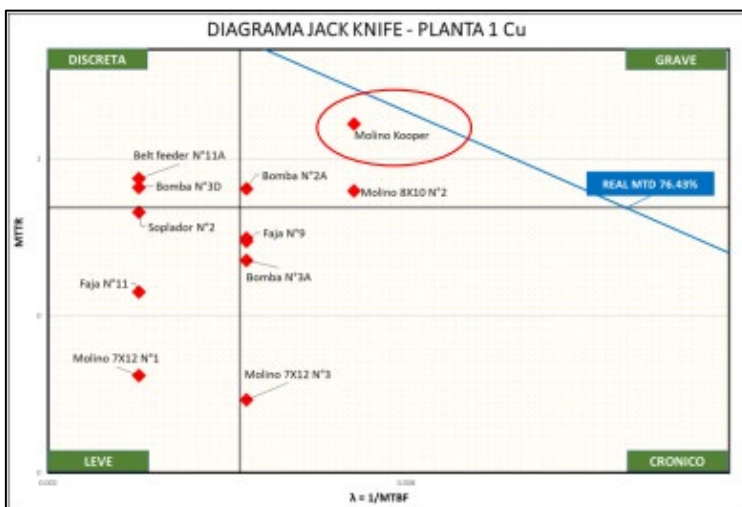 DIAGRAMA JACK KNIFE - PLANTA 1 Cu
DISCRETA
GRAVE
Molino Kooper
Belt feeder N°11A
Bomba N°3D
Bomba N°2A
Molino 8X10 N°2
REAL MTD 76.43%
Soplador N°2
Faja N°9
Bomba N°3A
Faja N°11
Molino 7X12 N°1
Molino 7X12 N°3
MTTR
LEVE
CRONICO
λ = 1/MTBF